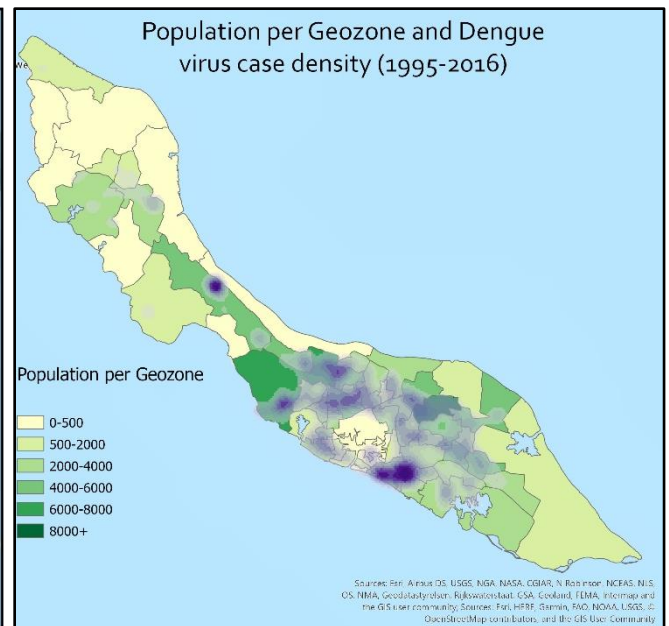 Population per Geozone and Dengue
virus case density (1995-2016)
We
Population per Geozone
0-500
500-2000
2000-4000
4000-6000
6000-8000
8000+
Sources: Esri, Airbus DS, USGS, NGA, NASA, CGIAR, N Robinson, NCEAS, NLS,
OS, NMA, Geodatastyrelsen, Rijkswaterstaat, GSA, Geoland, FEMA, Intermap and
the GIS user community, Sources: Esri, HERE, Garmin, FAO, NOAA, USGS, ©
OpenStreetMap contributors, and the GIS User Community